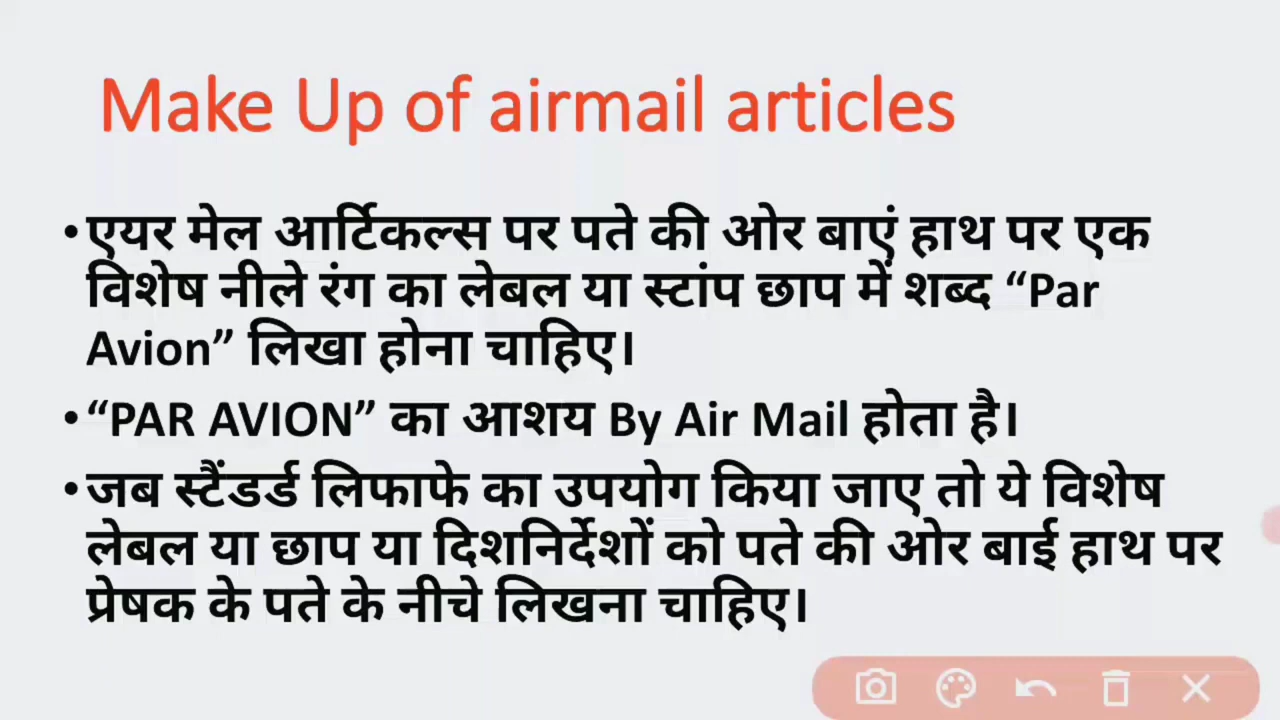 Make Up of airmail articles
•एयर मेल आर्टिकल्स पर पते की ओर बाएं हाथ पर एक
विशेष नीले रंग का लेबल या स्टांप छाप में शब्द “Par
Avion” लिखा होना चाहिए।
•“PAR AVION” का आशय By Air Mail होता है।
•जब स्टैंडर्ड लिफाफे का उपयोग किया जाए तो ये विशेष
लेबल या छाप या दिशनिर्देशों को पते की ओर बाई हाथ पर
प्रेषक के पते के नीचे लिखना चाहिए।